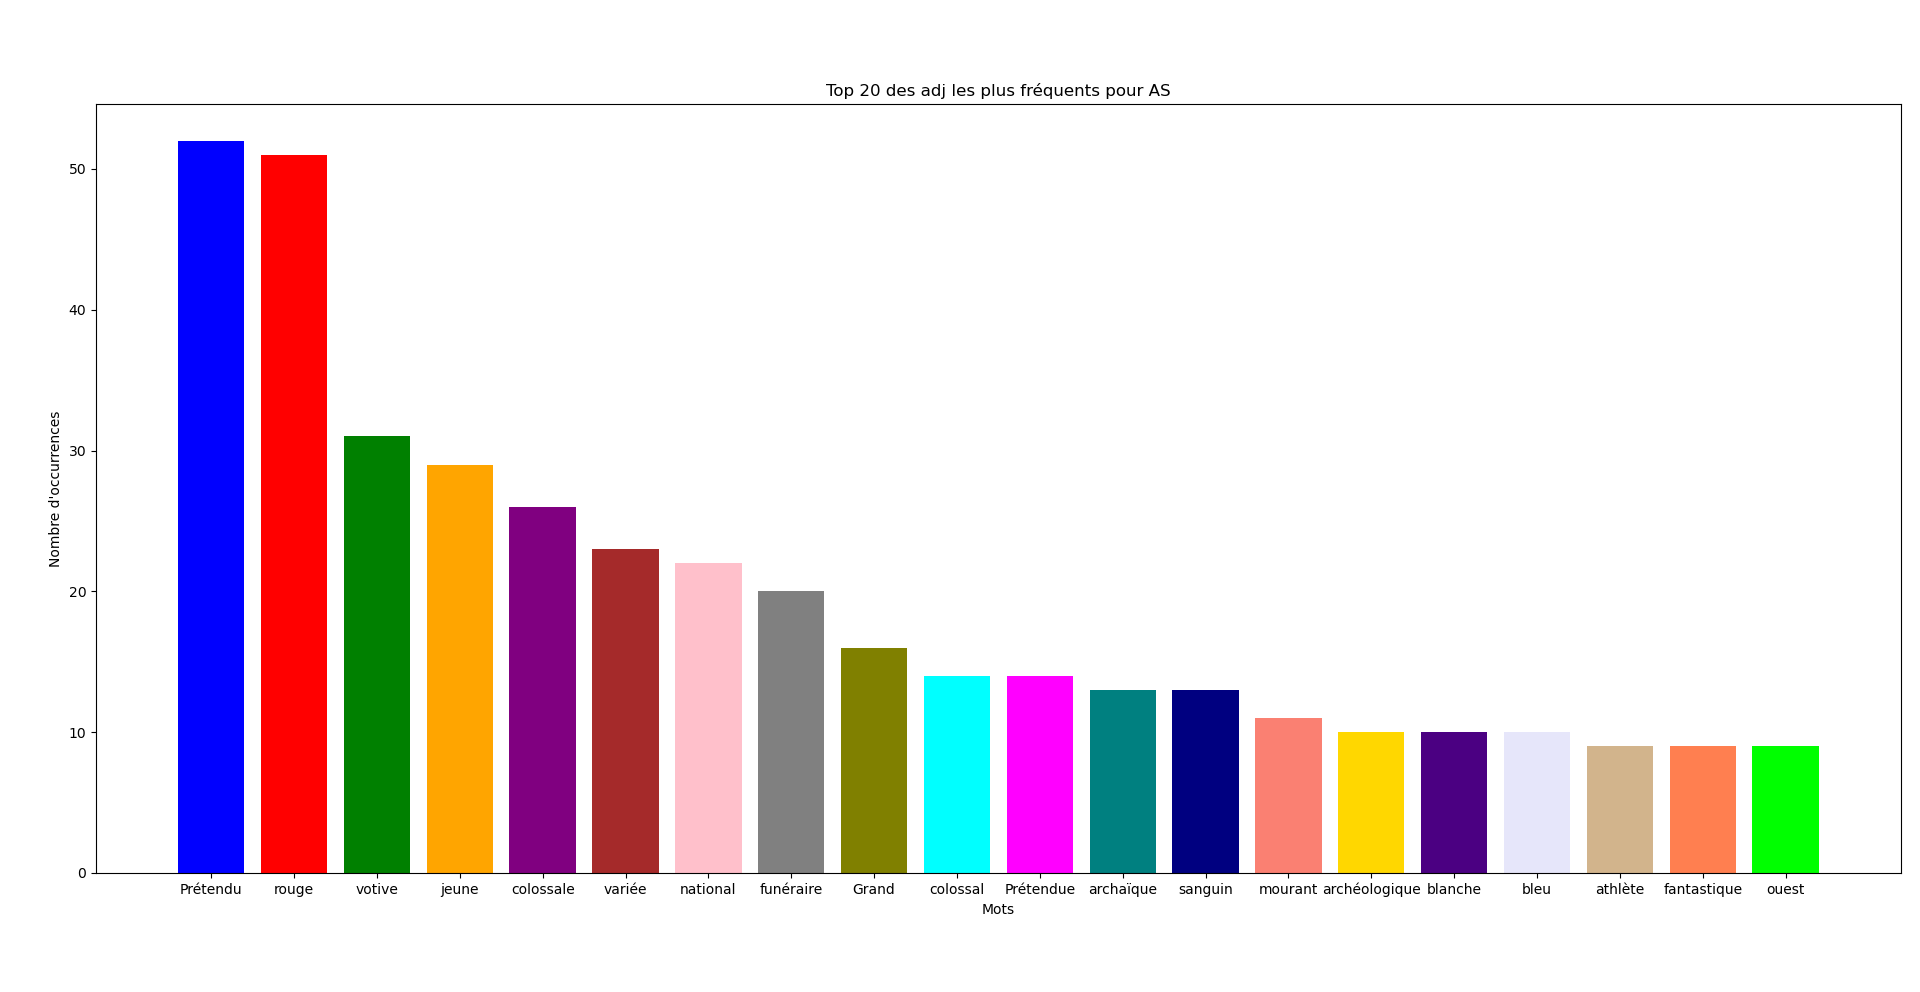 Top 20 des adj les plus fréquents pour AS
Nombre d'occurrences
50
40
30
20
10
0
Prétendu rouge votive jeune colossale variée national funéraire Grand colossal Prétendue archaïque sanguin mourant archéologique blanche bleu athlète fantastique ouest
Mots